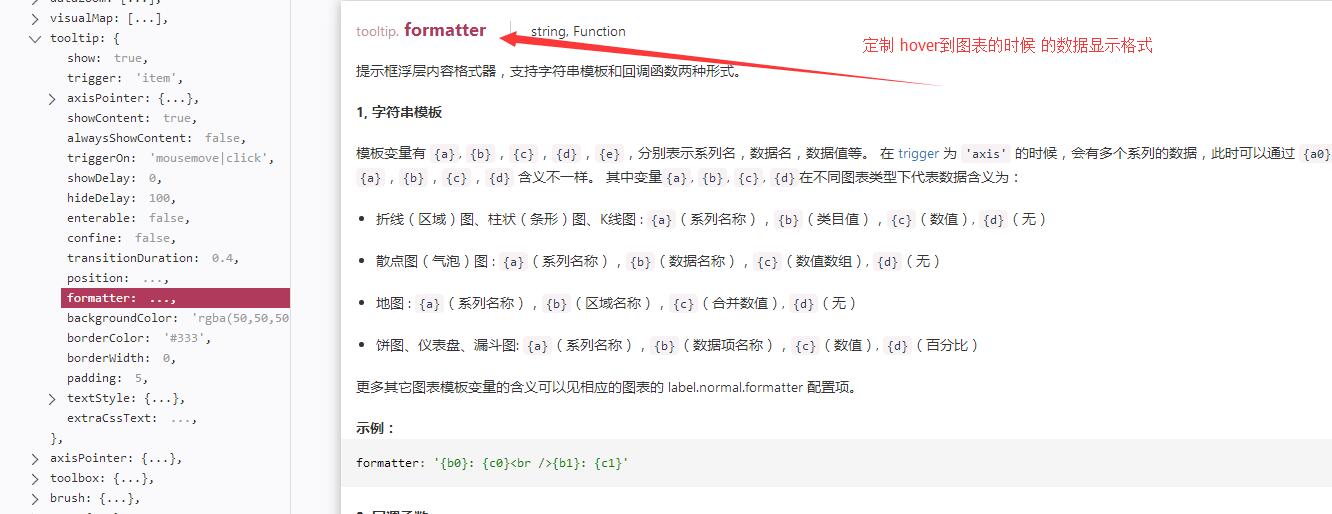 dataZoom: [...],
visualMap: [...],
tooltip: {
show: true,
trigger: 'item',
axisPointer: {...},
showContent: true,
alwaysShowContent: false,
triggerOn: 'mousemove|click',
showDelay: 0,
hideDelay: 100,
enterable: false,
confine: false,
transitionDuration: 0.4,
position: ...,
formatter: ...,
backgroundColor: 'rgba(50,50,50
borderColor: '#333',
borderWidth: 0,
padding: 5,
textStyle: {...},
extraCssText: ...,
},
axisPointer: {...},
toolbox: {...},
brush: {...},
tooltip. formatter string, Function
定制 hover到图表的时候 的数据显示格式
提示框浮层内容格式器，支持字符串模板和回调函数两种形式。
1, 字符串模板
模板变量有 {a}, {b}，{c}，{d}，{e}，分别表示系列名，数据名，数据值等。 在 trigger 为 'axis' 的时候，会有多个系列的数据，此时可以通过 {a0}
{a}，{b}，{c}，{d} 含义不一样。 其中变量 {a}, {b}, {c}, {d} 在不同图表类型下代表数据含义为：
折线（区域）图、柱状（条形）图、K线图 : {a}（系列名称），{b}（类目值），{c}（数值）, {d}（无）
散点图（气泡）图 : {a}（系列名称），{b}（数据名称），{c}（数值数组）, {d}（无）
地图 : {a}（系列名称），{b}（区域名称），{c}（合并数值）, {d}（无）
饼图、仪表盘、漏斗图: {a}（系列名称），{b}（数据项名称），{c}（数值）, {d}（百分比）
更多其它图表模板变量的含义可以见相应的图表的 label.normal.formatter 配置项。
示例：
formatter: '{b0}: {c0}<br />{b1}: {c1}'